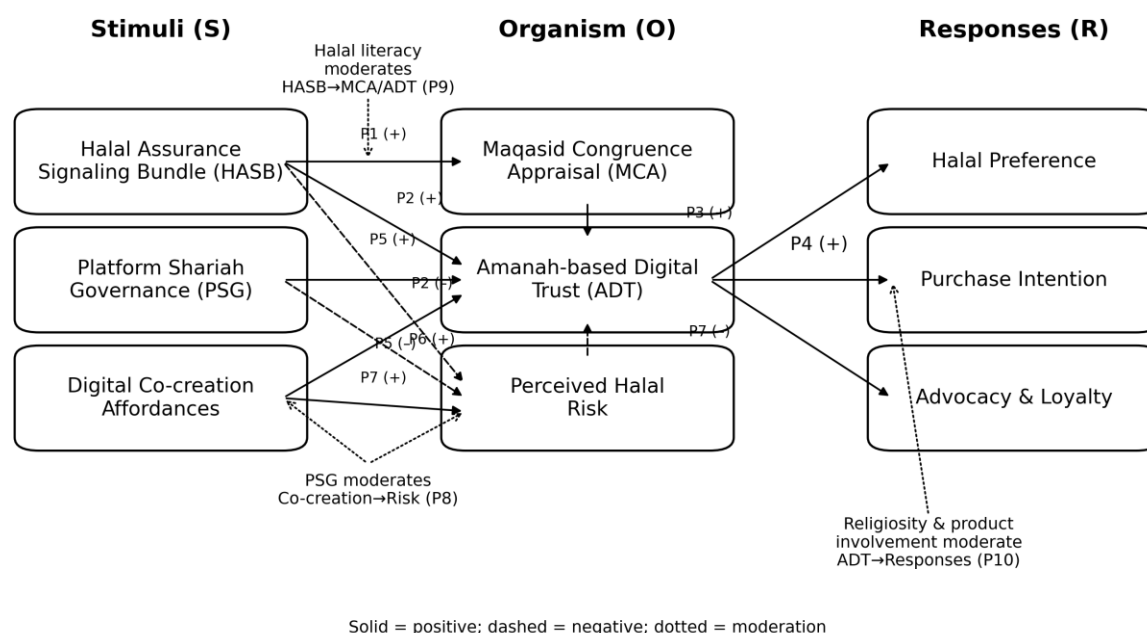 Stimuli (S)
Organism (O)
Responses (R)
Halal literacy
moderates
HASB→MCA/ADT (P9)
P1 (+)
Halal Assurance
Signaling Bundle (HASB)
Maqasid Congruence
Appraisal (MCA)
Halal Preference
P2 (+)
P3 (+)
P5 (+)
P4 (+)
Platform Shariah
Governance (PSG)
P2 (–)
Amanah-based Digital
Trust (ADT)
Purchase Intention
P5 (–)
P6 (+)
P7 (–)
P7 (+)
Digital Co-creation
Affordances
Perceived Halal
Risk
Advocacy & Loyalty
PSG moderates
Co-creation→Risk (P8)
Religiosity & product
involvement moderate
ADT→Responses (P10)
Solid = positive; dashed = negative; dotted = moderation